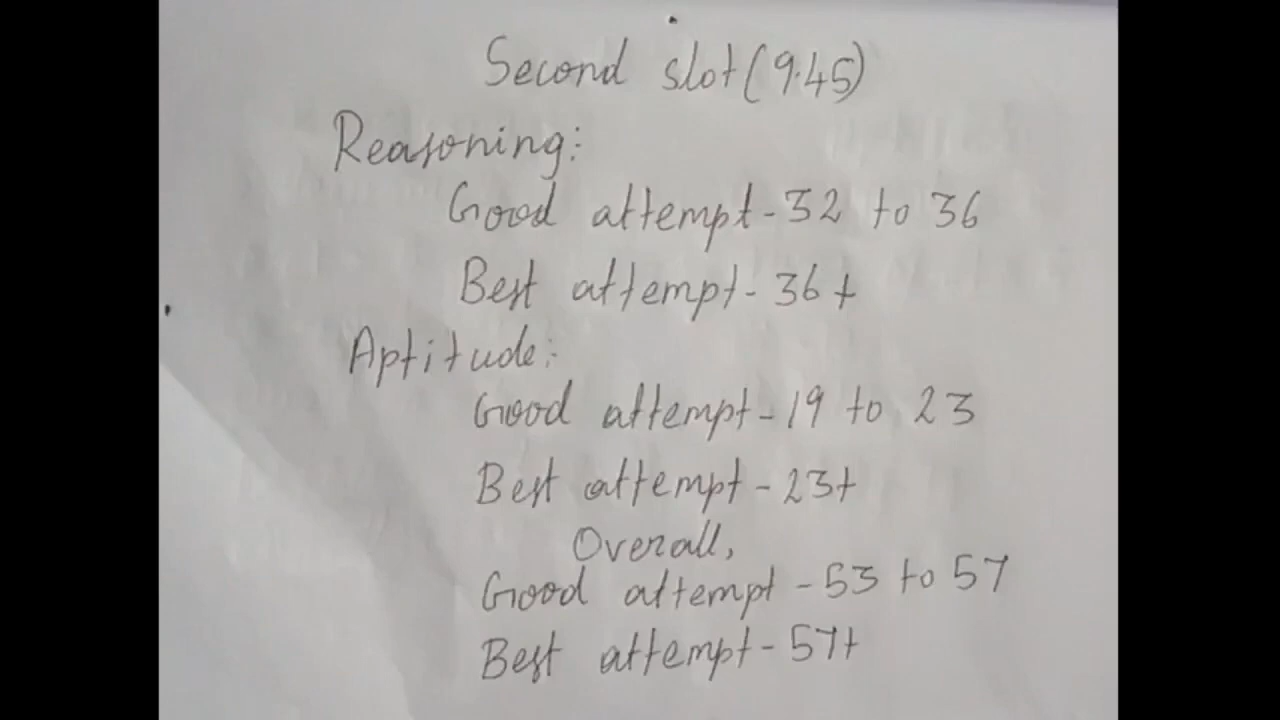 Second slot (9.45)
Reasoning:
Good attempt - 32 to 36
Best attempt - 36+
Aptitude:
Good attempt - 19 to 23
Best attempt - 23+
Overall,
Good attempt - 53 to 57
Best attempt - 57+